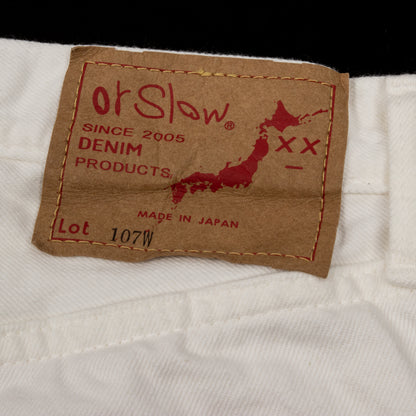 orSlow®
SINCE 2005
DENIM
PRODUCTS
XX
MADE IN JAPAN
Lot 107W